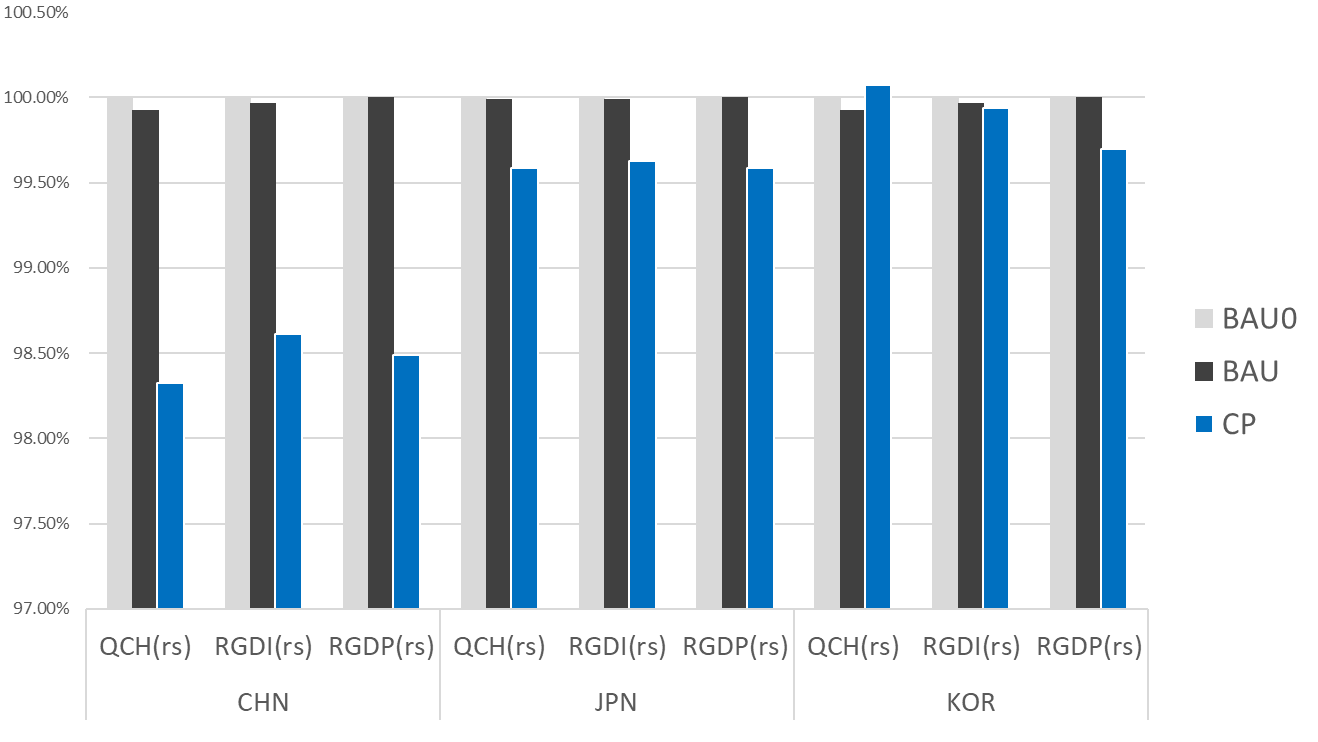 100.50%
100.00%
99.50%
99.00%
98.50%
98.00%
97.50%
97.00%
QCH(rs) RGDI(rs) RGDP(rs) QCH(rs) RGDI(rs) RGDP(rs) QCH(rs) RGDI(rs) RGDP(rs)
CHN JPN KOR
BAU0
BAU
CP